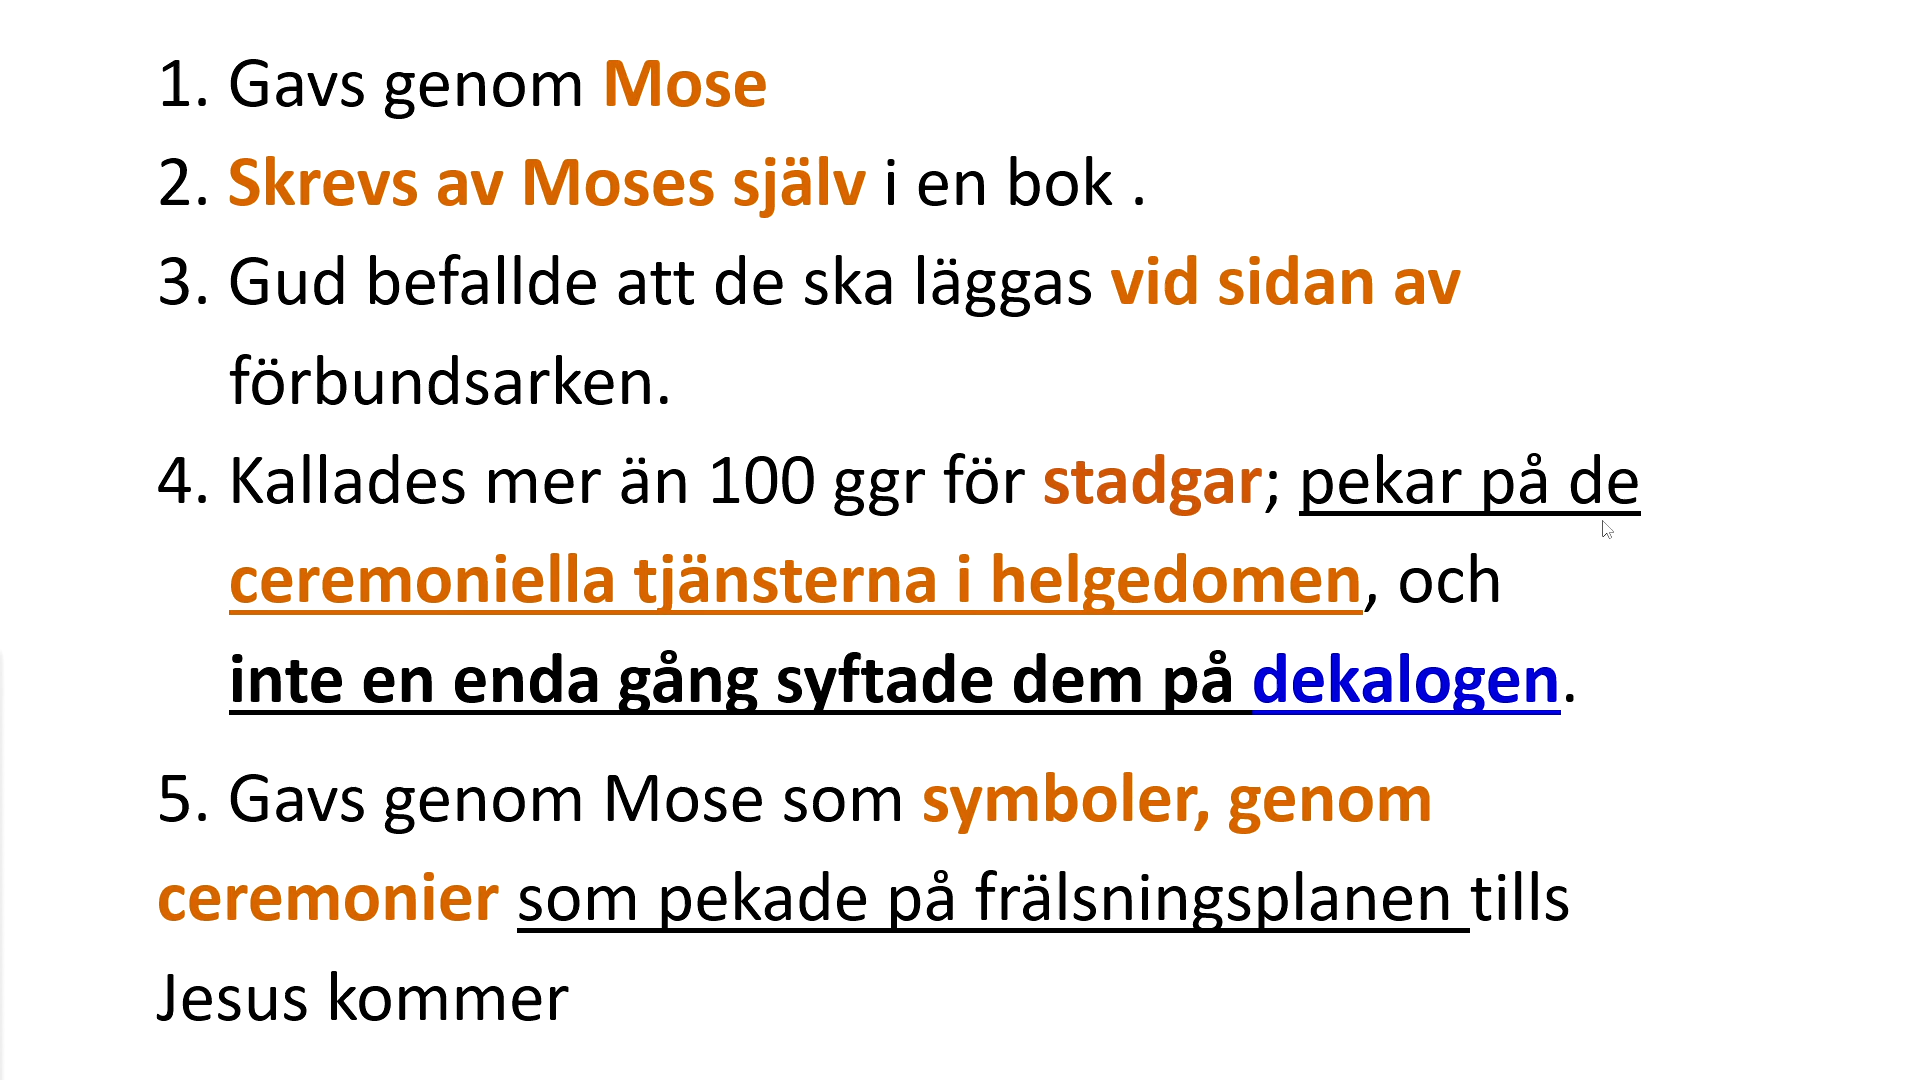 1. Gavs genom Mose
2. Skrevs av Moses själv i en bok .
3. Gud befallde att de ska läggas vid sidan av
förbundsarken.
4. Kallades mer än 100 ggr för stadgar; pekar på de
ceremoniella tjänsterna i helgedomen, och
inte en enda gång syftade dem på dekalogen.
5. Gavs genom Mose som symboler, genom
ceremonier som pekade på frälsningsplanen tills
Jesus kommer